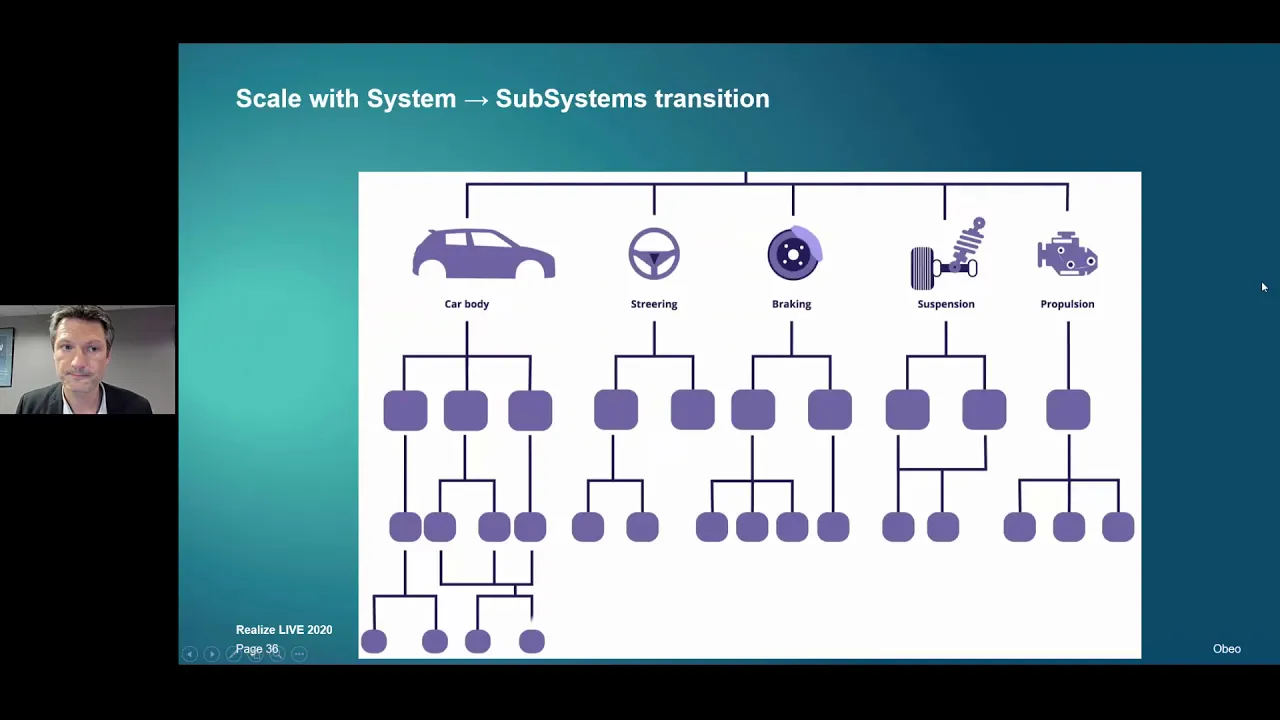 Scale with System → SubSystems transition
Car body
Streering
Braking
Suspension
Propulsion
Realize LIVE 2020
Page 36
Obeo